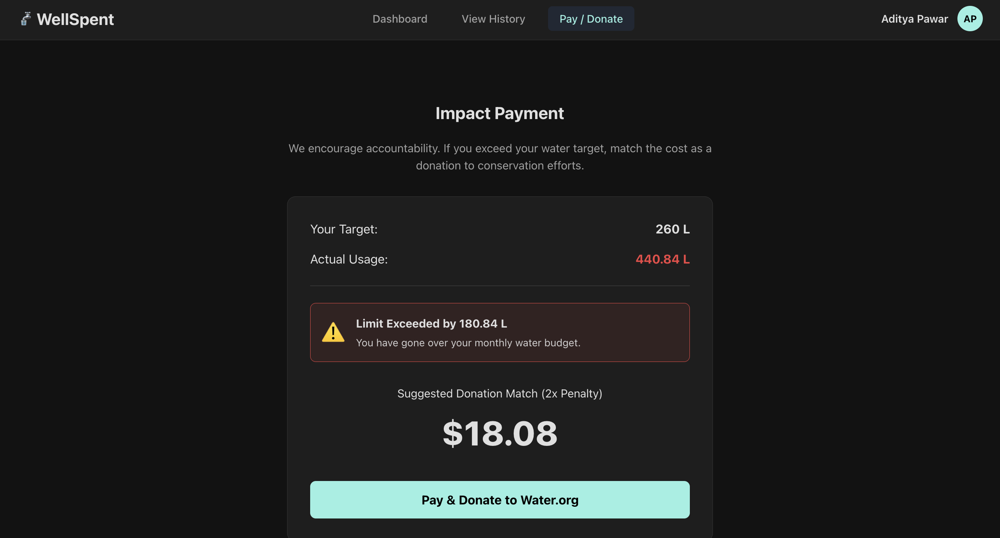 WellSpent
Dashboard
View History
Pay / Donate
Aditya Pawar
AP
Impact Payment
We encourage accountability. If you exceed your water target, match the cost as a
donation to conservation efforts.
Your Target:
260 L
Actual Usage:
440.84 L
Limit Exceeded by 180.84 L
You have gone over your monthly water budget.
Suggested Donation Match (2x Penalty)
$18.08
Pay & Donate to Water.org